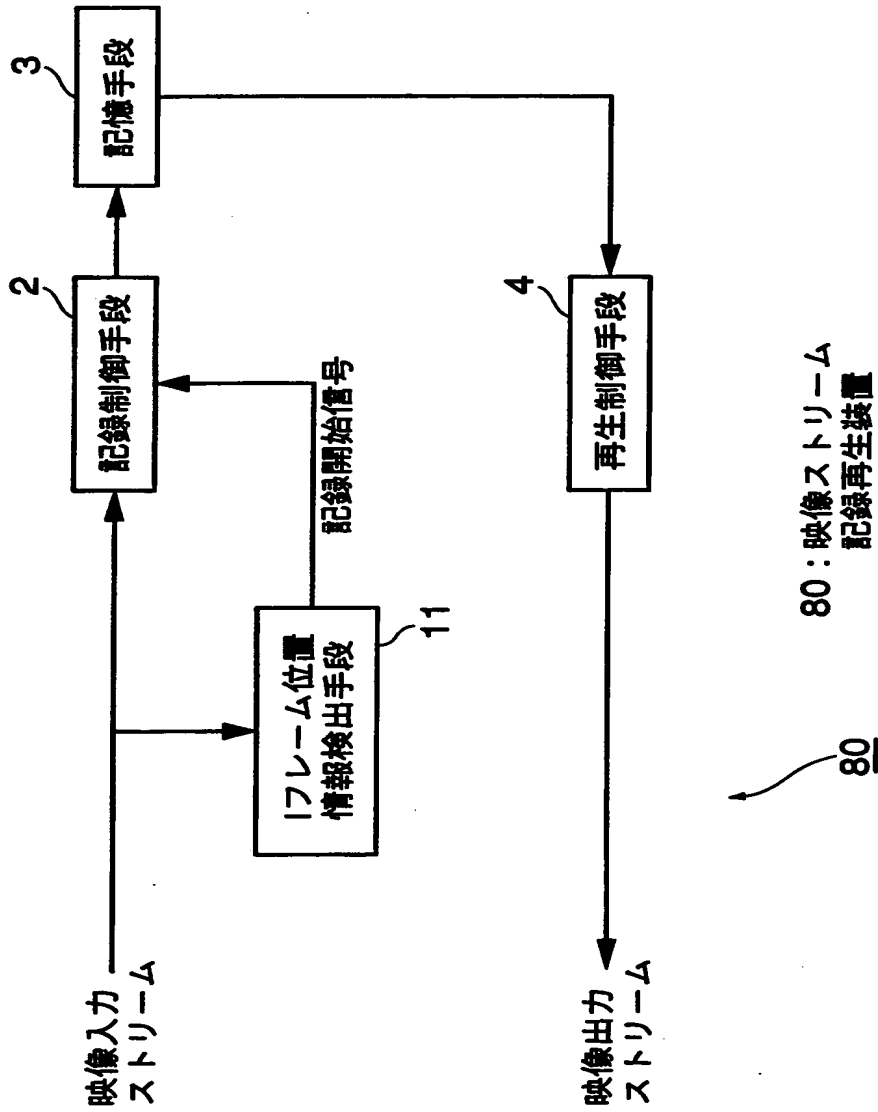 映像入力
ストリーム
Iフレーム位置
情報検出手段
11
記録開始信号
記録制御手段
2
記憶手段
3
再生制御手段
4
映像出力
ストリーム
80
80：映像ストリーム
記録再生装置